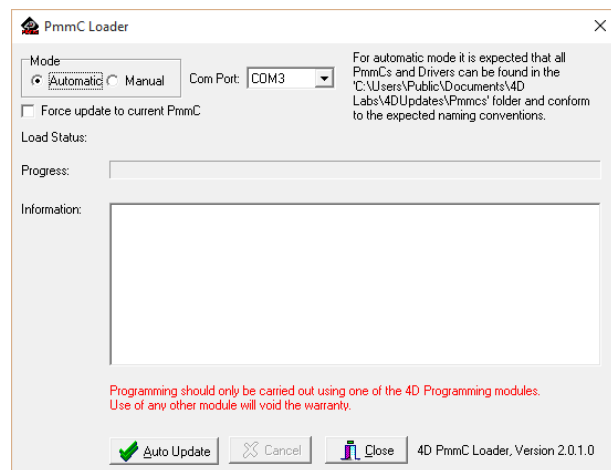 PmmC Loader
Mode
Automatic Manual
Com Port: COM3
For automatic mode it is expected that all
PmmCs and Drivers can be found in the
'C:\Users\Public\Documents\4D
Labs\4DUpdates\Pmmcs' folder and conform
to the expected naming conventions.
Force update to current PmmC
Load Status:
Progress:
Information:
Programming should only be carried out using one of the 4D Programming modules.
Use of any other module will void the warranty.
Auto Update Cancel Close 4D PmmC Loader, Version 2.0.1.0